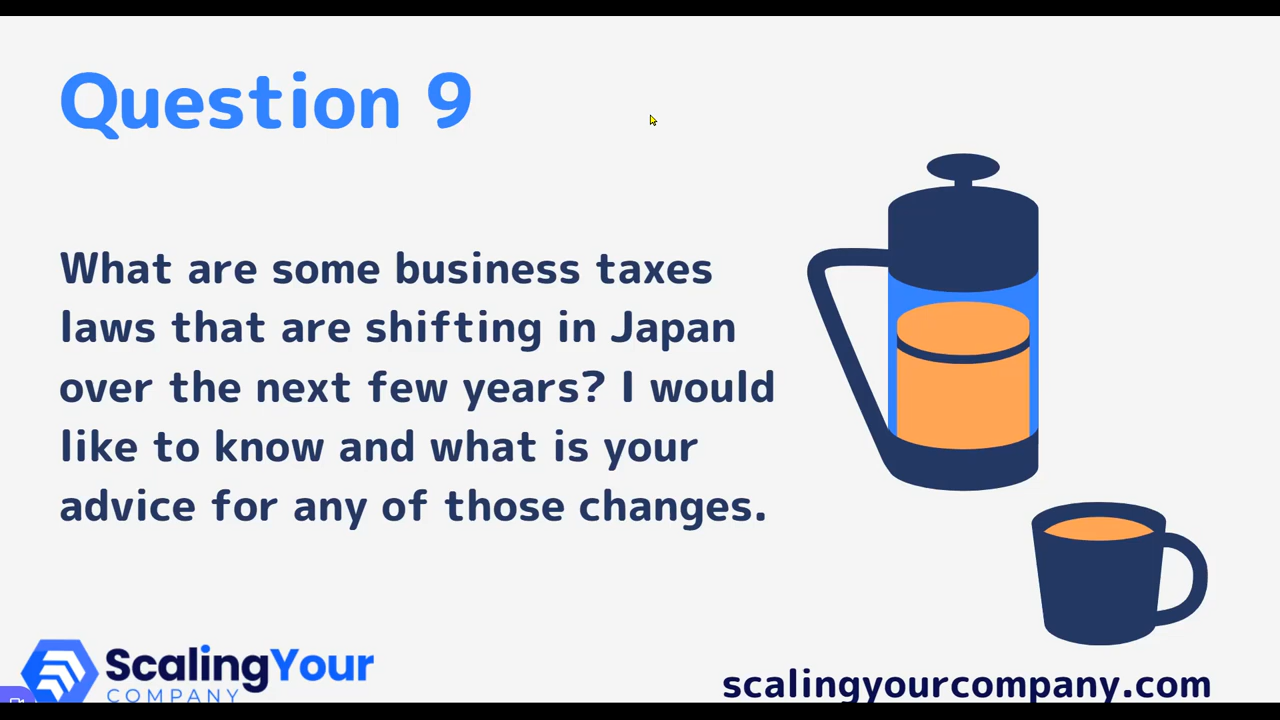 Question 9
What are some business taxes
laws that are shifting in Japan
over the next few years? I would
like to know and what is your
advice for any of those changes.
ScalingYour
COMPANY
scalingyourcompany.com